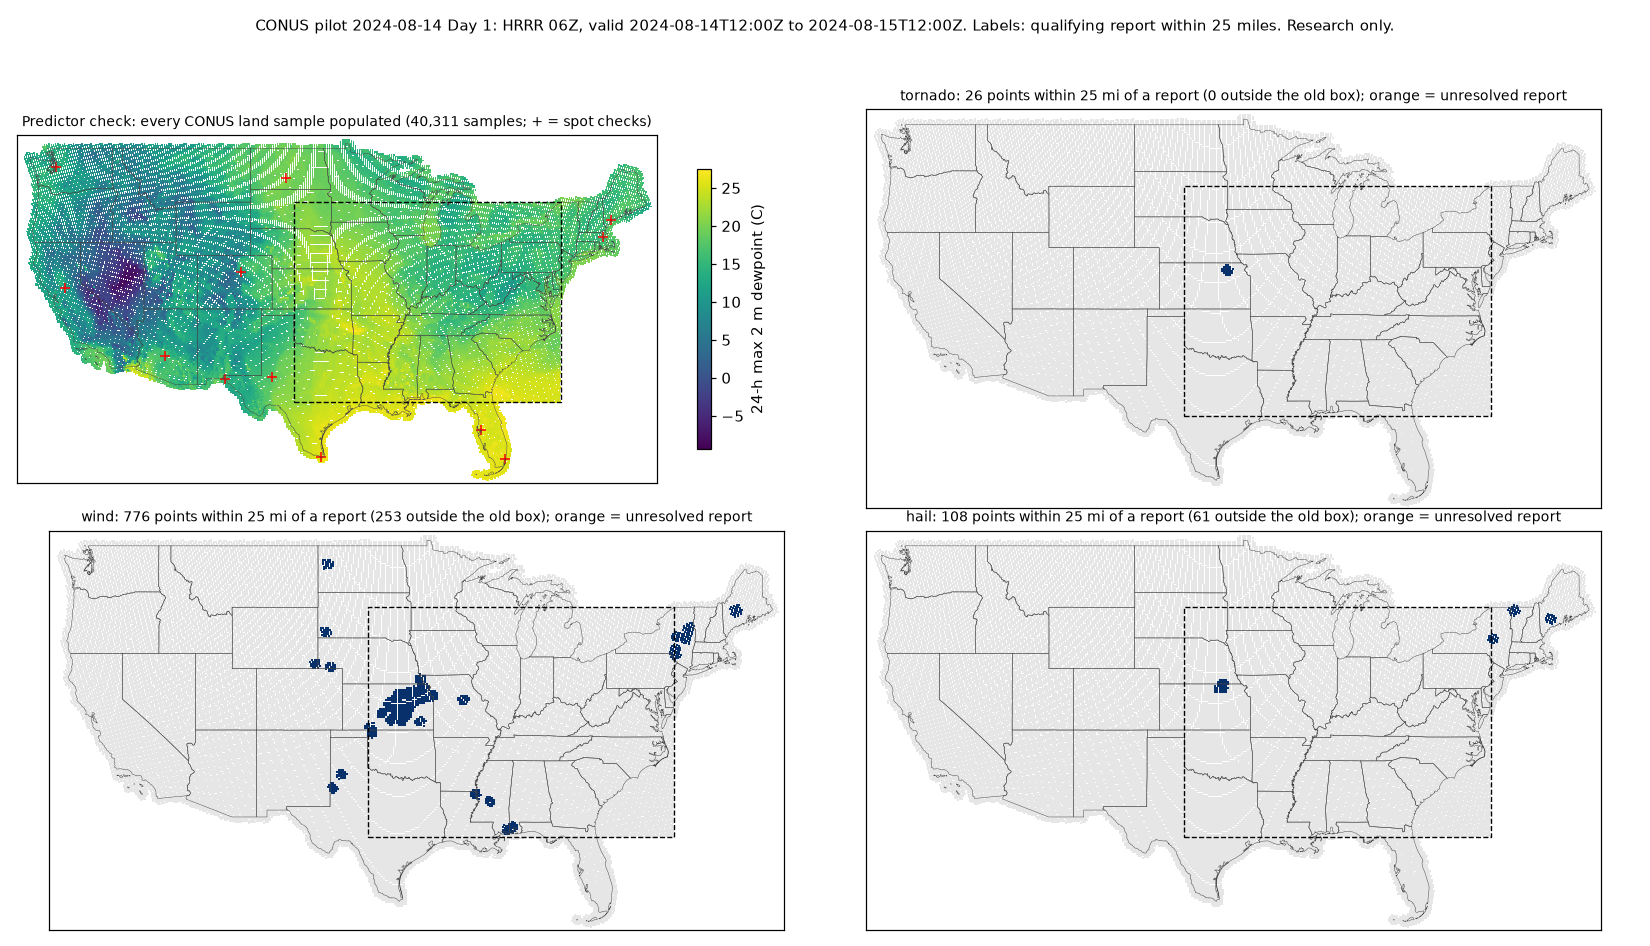 CONUS pilot 2024-08-14 Day 1: HRRR 06Z, valid 2024-08-14T12:00Z to 2024-08-15T12:00Z. Labels: qualifying report within 25 miles. Research only.
Predictor check: every CONUS land sample populated (40,311 samples; + = spot checks)
25
20
15
10
5
0
−5
24-h max 2 m dewpoint (C)
tornado: 26 points within 25 mi of a report (0 outside the old box); orange = unresolved report
wind: 776 points within 25 mi of a report (253 outside the old box); orange = unresolved report
hail: 108 points within 25 mi of a report (61 outside the old box); orange = unresolved report